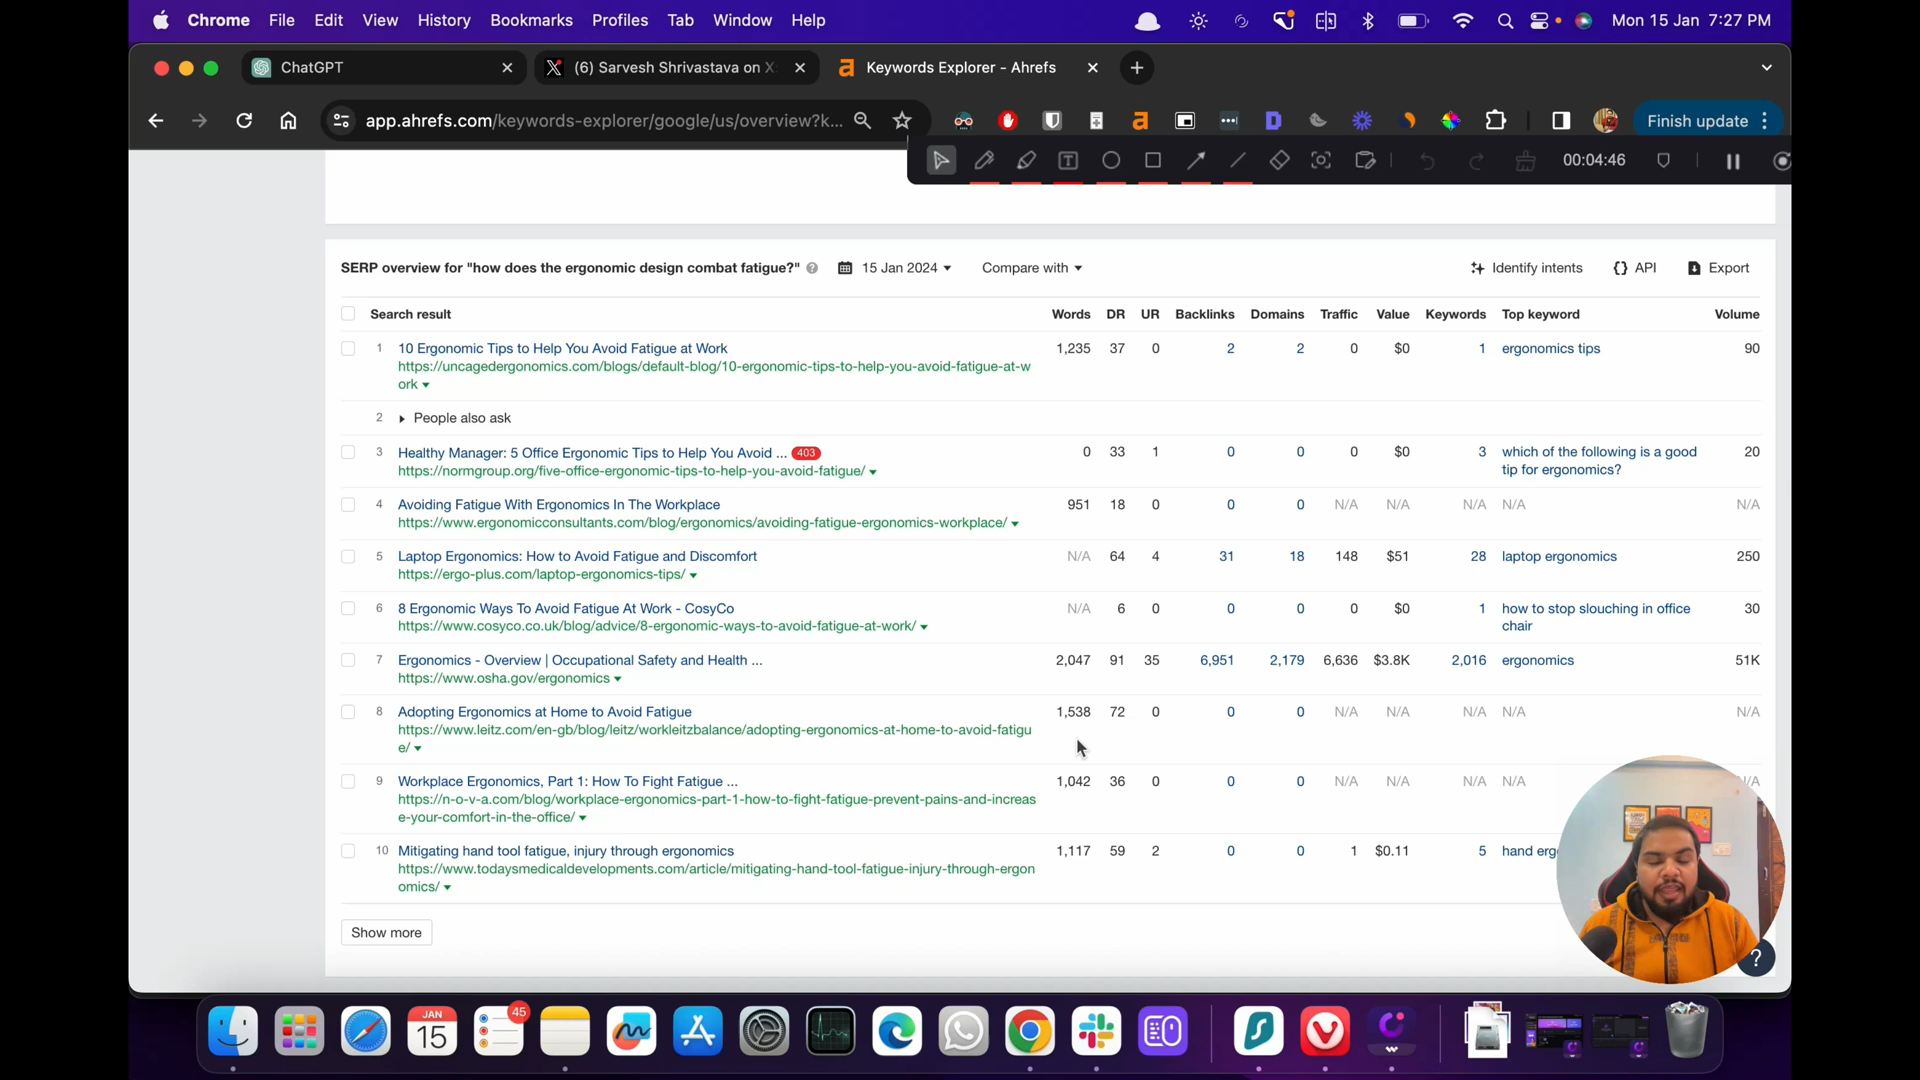 Chrome File Edit View History Bookmarks Profiles Tab Window Help Mon 15 Jan 7:27 PM
ChatGPT (6) Sarvesh Shrivastava on X Keywords Explorer - Ahrefs
app.ahrefs.com/keywords-explorer/google/us/overview?k... Finish update
00:04:46
SERP overview for "how does the ergonomic design combat fatigue?" ? 15 Jan 2024 Compare with Identify intents API Export
Search result Words DR UR Backlinks Domains Traffic Value Keywords Top keyword Volume
1 10 Ergonomic Tips to Help You Avoid Fatigue at Work 1,235 37 0 2 2 0 $0 1 ergonomics tips 90
https://uncagedergonomics.com/blogs/default-blog/10-ergonomic-tips-to-help-you-avoid-fatigue-at-w
ork
2 People also ask
3 Healthy Manager: 5 Office Ergonomic Tips to Help You Avoid ... 403 0 33 1 0 0 0 $0 3 which of the following is a good 20
https://normgroup.org/five-office-ergonomic-tips-to-help-you-avoid-fatigue/ tip for ergonomics?
4 Avoiding Fatigue With Ergonomics In The Workplace 951 18 0 0 0 N/A N/A N/A N/A N/A
https://www.ergonomicconsultants.com/blog/ergonomics/avoiding-fatigue-ergonomics-workplace/
5 Laptop Ergonomics: How to Avoid Fatigue and Discomfort N/A 64 4 31 18 148 $51 28 laptop ergonomics 250
https://ergo-plus.com/laptop-ergonomics-tips/
6 8 Ergonomic Ways To Avoid Fatigue At Work - CosyCo N/A 6 0 0 0 0 $0 1 how to stop slouching in office 30
https://www.cosyco.co.uk/blog/advice/8-ergonomic-ways-to-avoid-fatigue-at-work/ chair
7 Ergonomics - Overview | Occupational Safety and Health ... 2,047 91 35 6,951 2,179 6,636 $3.8K 2,016 ergonomics 51K
https://www.osha.gov/ergonomics
8 Adopting Ergonomics at Home to Avoid Fatigue 1,538 72 0 0 0 N/A N/A N/A N/A N/A
https://www.leitz.com/en-gb/blog/leitz/workleitzbalance/adopting-ergonomics-at-home-to-avoid-fatigu
e/
9 Workplace Ergonomics, Part 1: How To Fight Fatigue ... 1,042 36 0 0 0 N/A N/A N/A N/A /A
https://n-o-v-a.com/blog/workplace-ergonomics-part-1-how-to-fight-fatigue-prevent-pains-and-increas
e-your-comfort-in-the-office/
10 Mitigating hand tool fatigue, injury through ergonomics 1,117 59 2 0 0 1 $0.11 5 hand erg
https://www.todaysmedicaldevelopments.com/article/mitigating-hand-tool-fatigue-injury-through-ergon
omics/
Show more
?
JAN
15
45